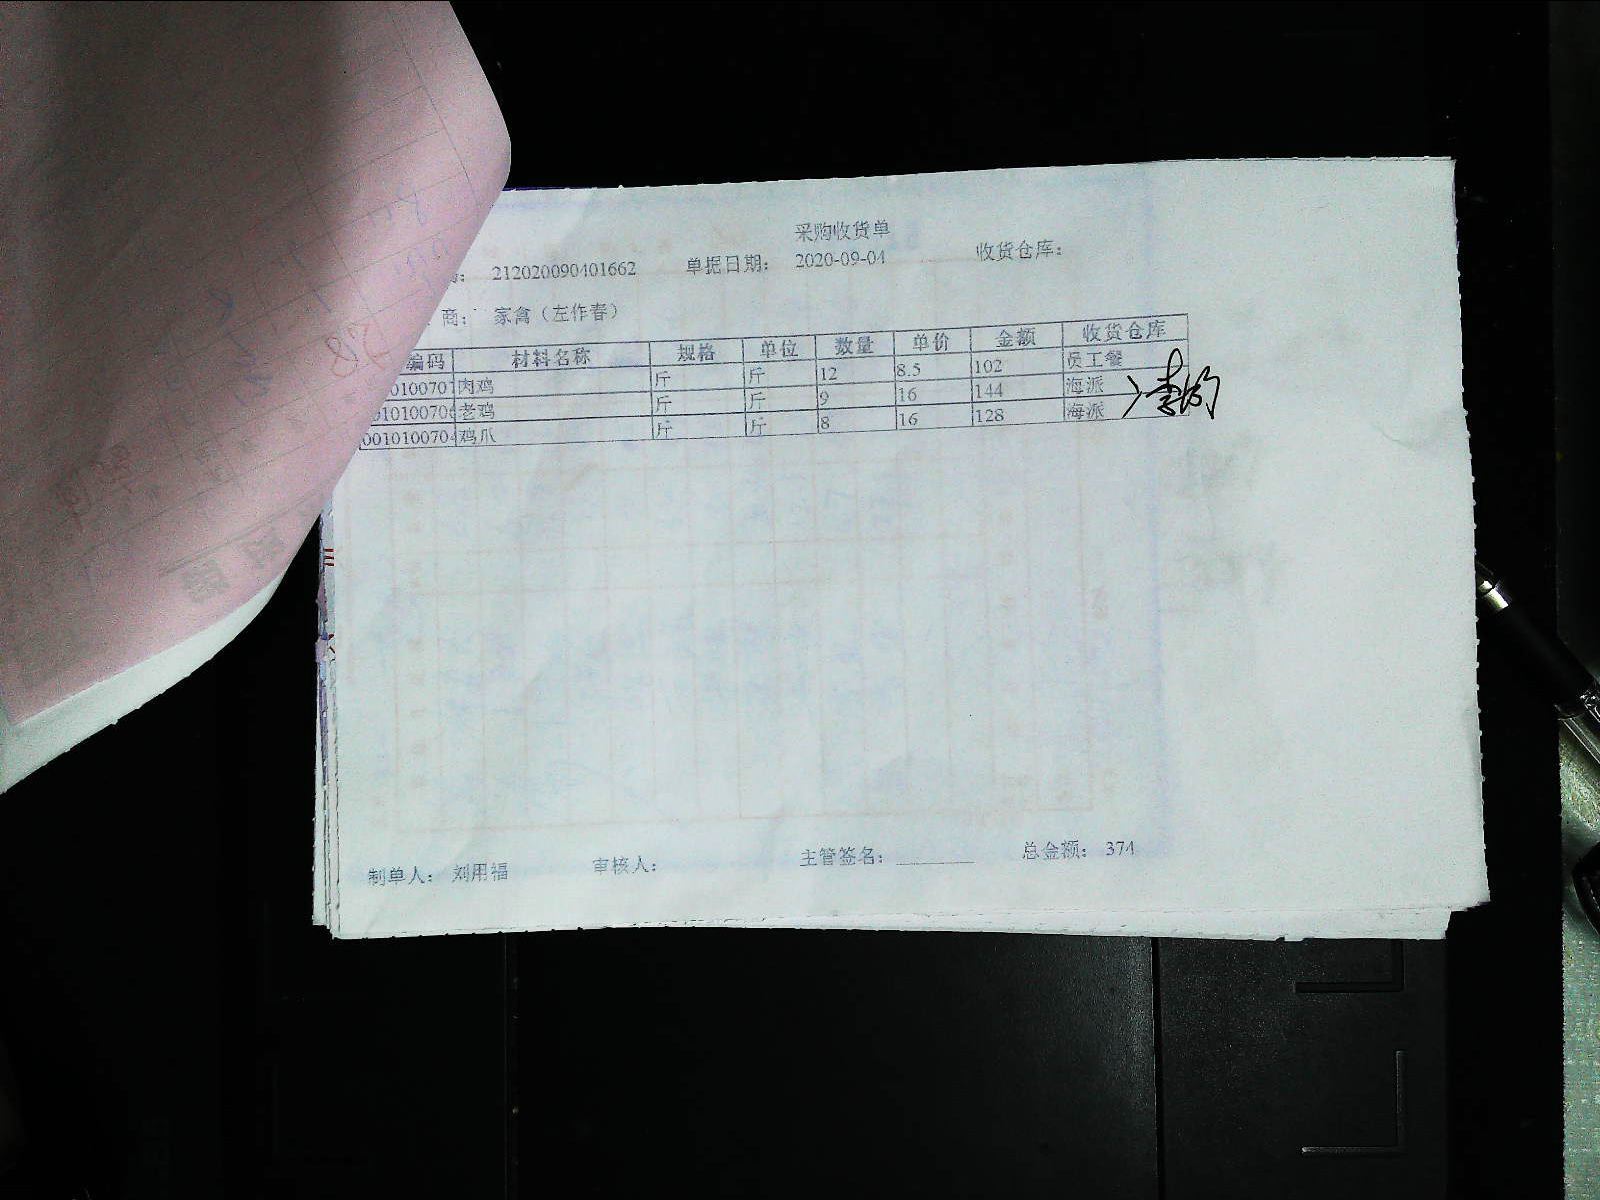 采购收货单
号： 212020090401662 单据日期： 2020-09-04 收货仓库：
商： 家禽（左作春）
编码 材料名称 规格 单位 数量 单价 金额 收货仓库
0100701 肉鸡 斤 斤 12 8.5 102 员工餐
010100706 老鸡 斤 斤 9 16 144 海派
001010070 鸡爪 斤 斤 8 16 128 海派
制单人： 刘用福 审核人： 主管签名： 总金额： 374